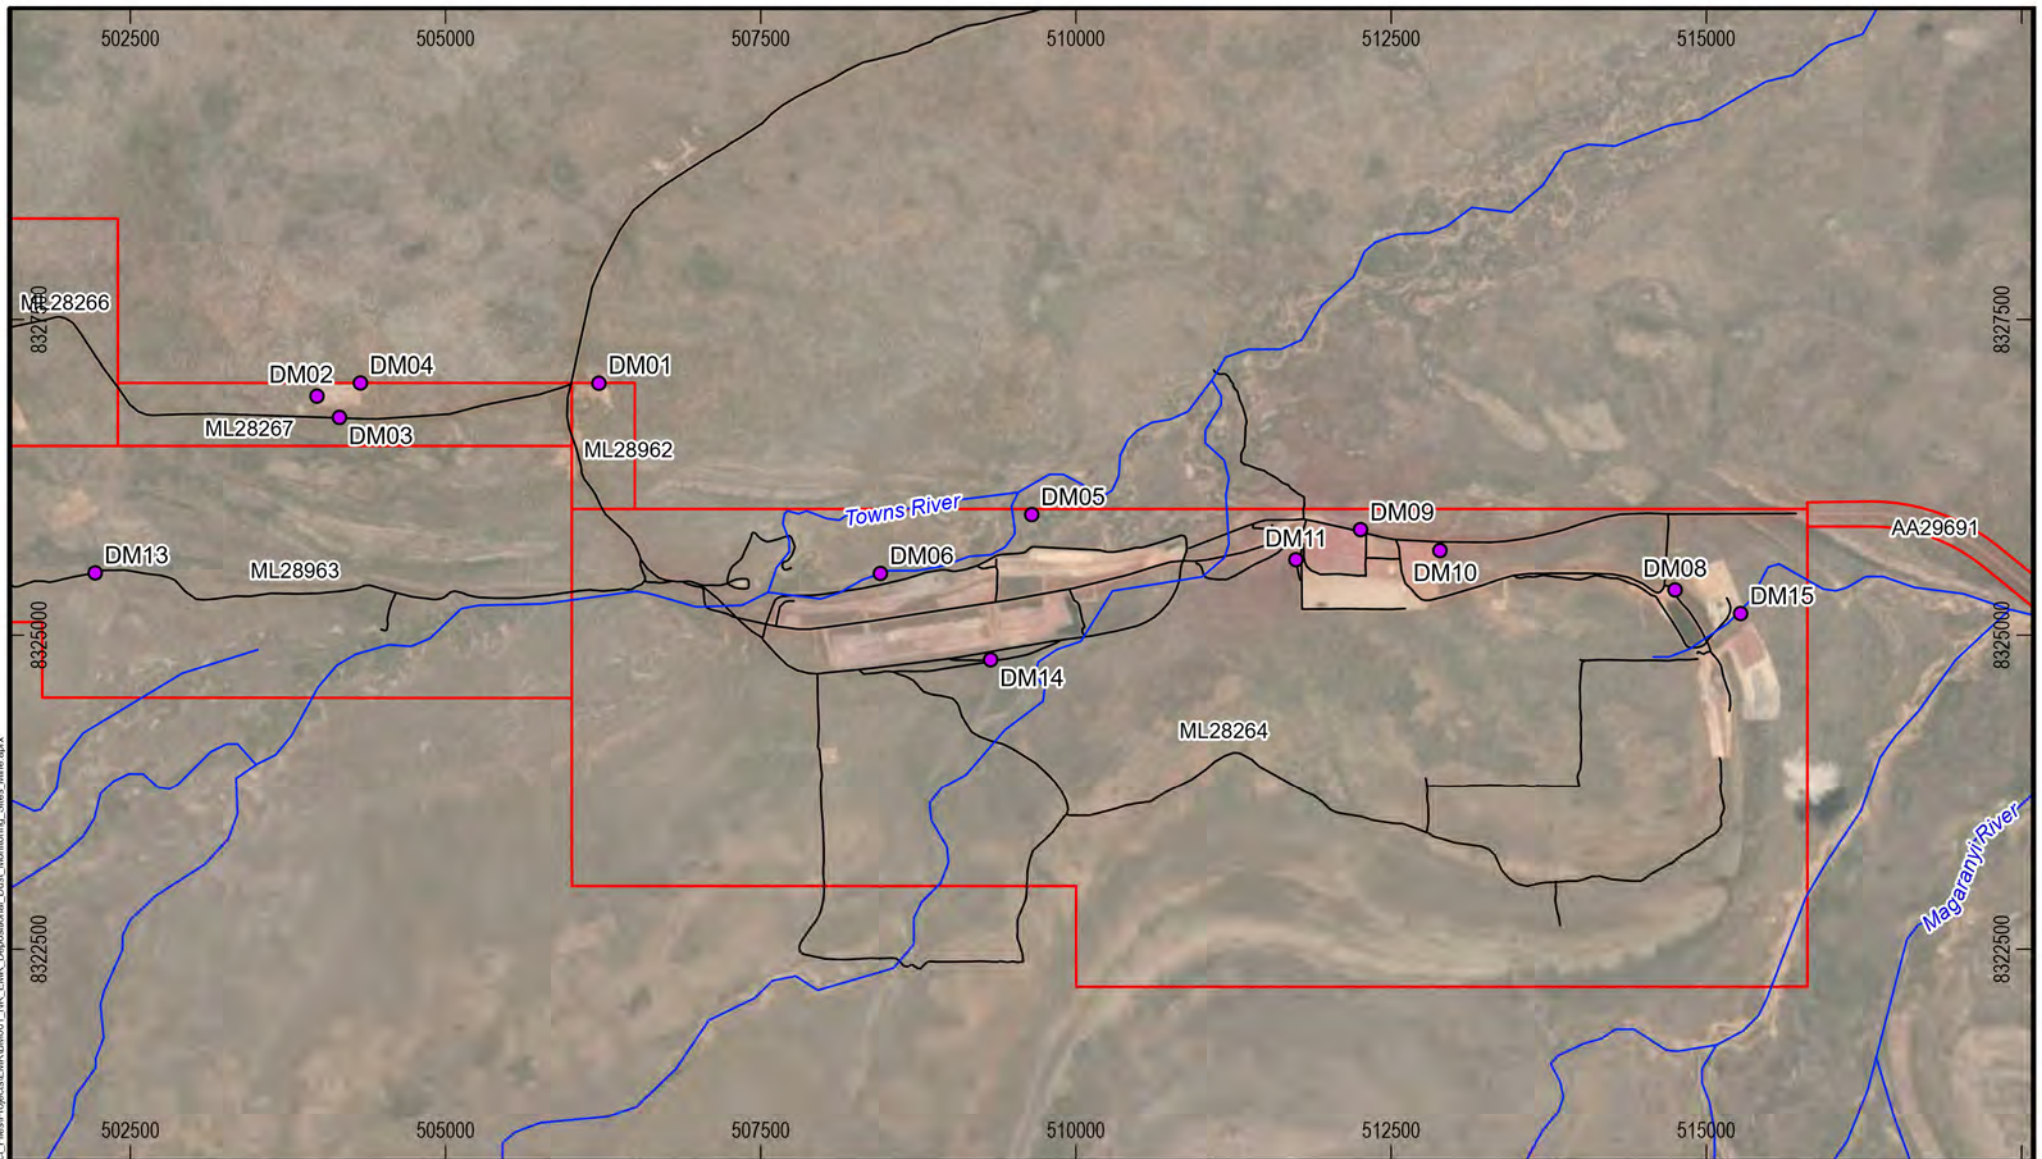 502500 505000 507500 510000 512500 515000
ML28266
8327500
8327500
DM02
DM04
DM01
ML28267
DM03
ML28962
Towns River
DM05
DM09
AA29691
DM13
ML28963
DM06
DM11
DM10
DM08
DM15
8325000
8325000
DM14
ML28264
Magaranyi River
8322500
8322500
502500 505000 507500 510000 512500 515000